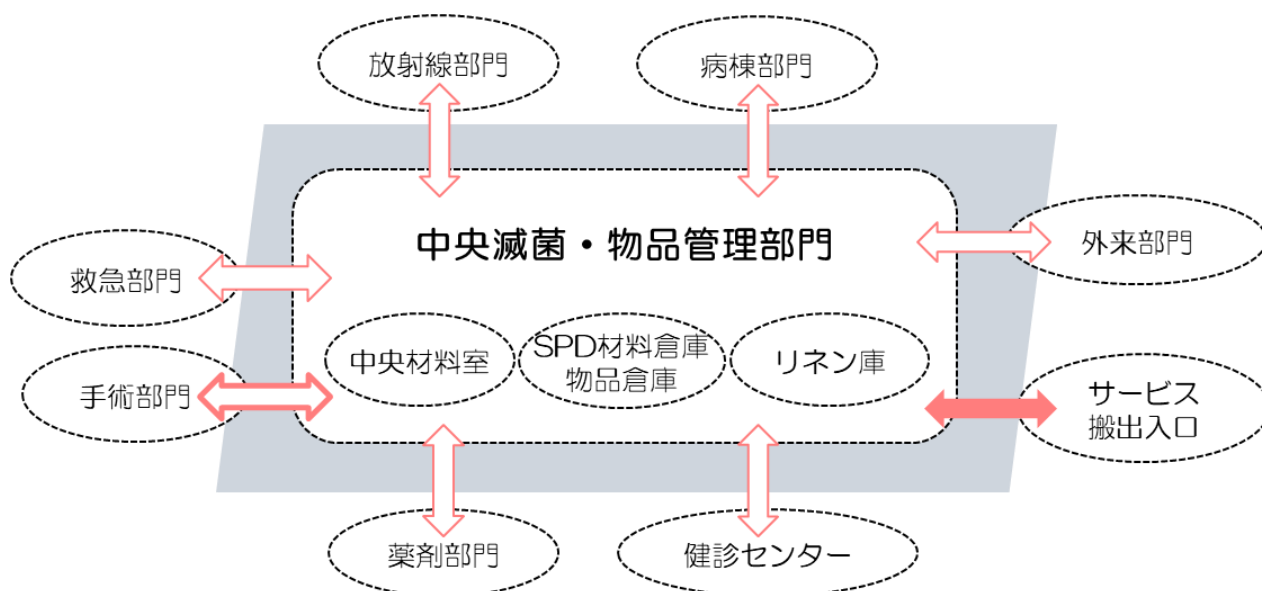 放射線部門
病棟部門
中央滅菌・物品管理部門
外来部門
救急部門
中央材料室
SPD材料倉庫
物品倉庫
リネン庫
手術部門
サービス
搬出入口
薬剤部門
健診センター